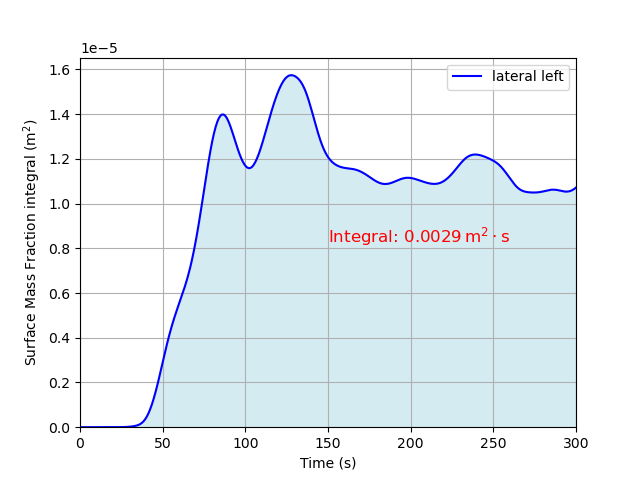 1e−5
1.6
1.4
1.2
1.0
0.8
0.6
0.4
0.2
0.0
Surface Mass Fraction integral (m²)
lateral left
Integral: 0.0029 m² · s
0 50 100 150 200 250 300
Time (s)